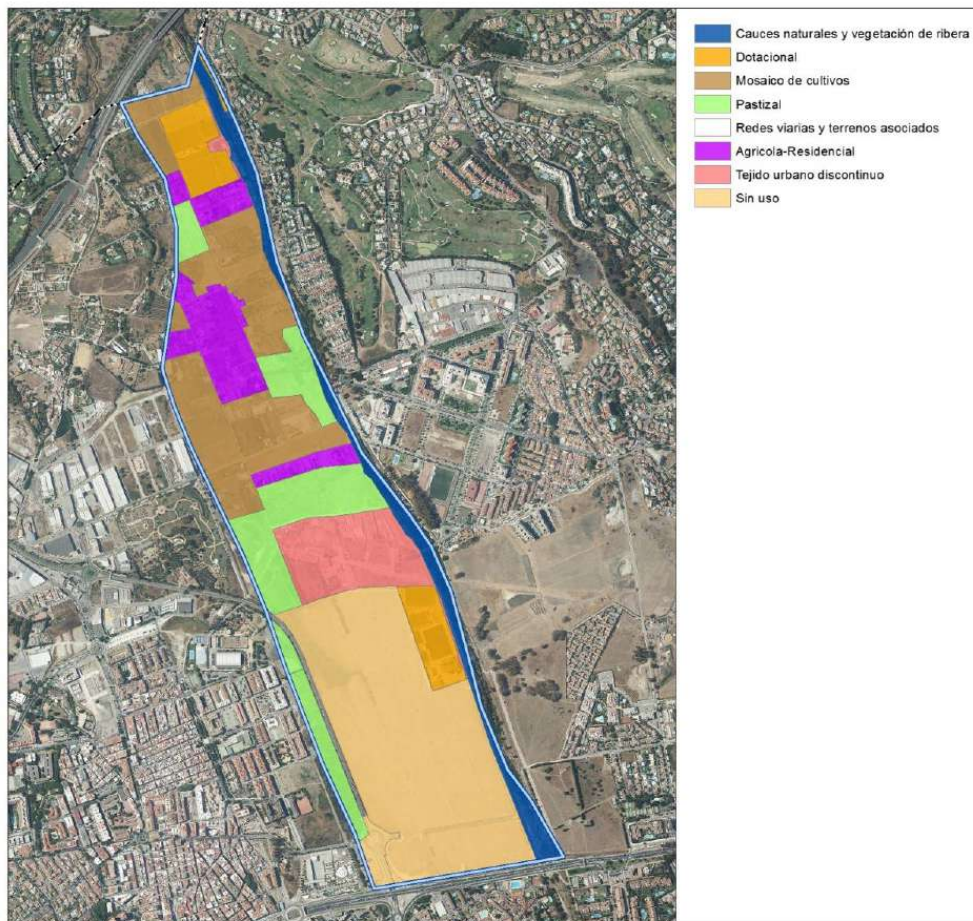 Cauces naturales y vegetación de ribera
Dotacional
Mosaico de cultivos
Pastizal
Redes viarias y terrenos asociados
Agricola-Residencial
Tejido urbano discontinuo
Sin uso